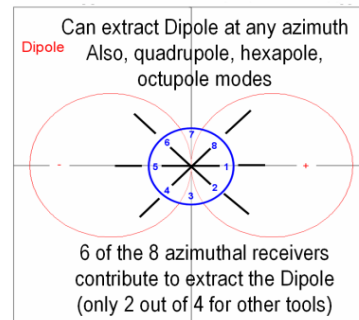 Can extract Dipole at any azimuth
Dipole
Also, quadrupole, hexapole,
octupole modes
7
6
8
-
5
1
+
4
2
3
6 of the 8 azimuthal receivers
contribute to extract the Dipole
(only 2 out of 4 for other tools)